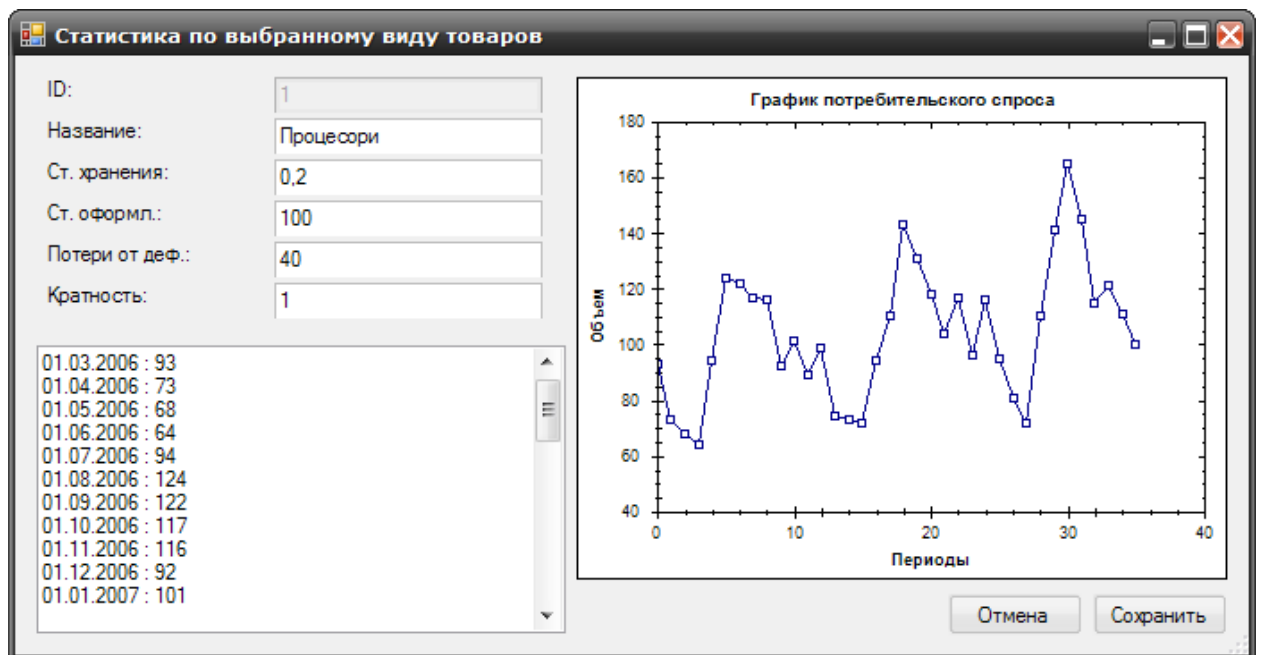 Статистика по выбранному виду товаров
ID: 1
Название: Процесори
Ст. хранения: 0,2
Ст. оформл.: 100
Потери от деф.: 40
Кратность: 1
01.03.2006 : 93
01.04.2006 : 73
01.05.2006 : 68
01.06.2006 : 64
01.07.2006 : 94
01.08.2006 : 124
01.09.2006 : 122
01.10.2006 : 117
01.11.2006 : 116
01.12.2006 : 92
01.01.2007 : 101
График потребительского спроса
180
160
140
120
100
80
60
40
Объем
0 10 20 30 40
Периоды
Отмена Сохранить